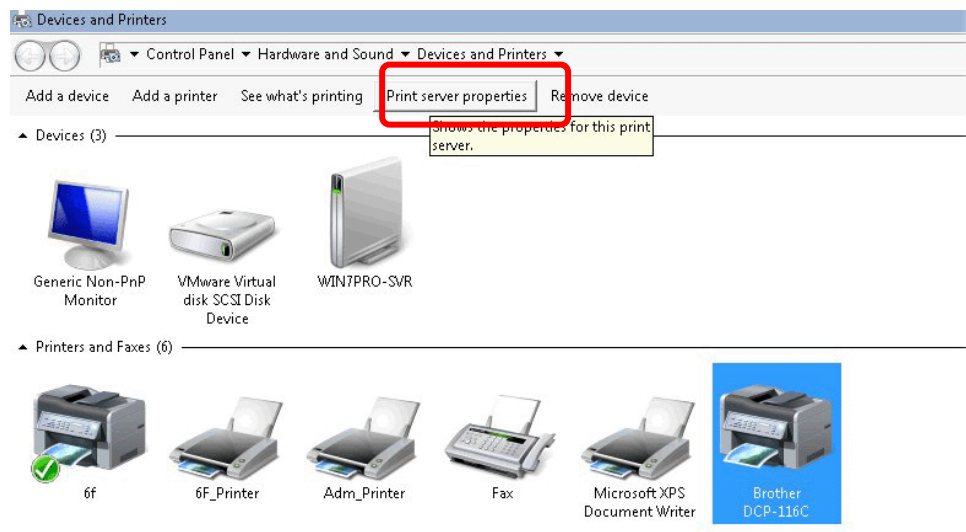 Devices and Printers
Control Panel Hardware and Sound Devices and Printers
Add a device Add a printer See what's printing Print server properties Remove device
Shows the properties for this print
server.
Devices (3)
Generic Non-PnP
Monitor
VMware Virtual
disk SCSI Disk
Device
WIN7PRO-SVR
Printers and Faxes (6)
6f
6F_Printer
Adm_Printer
Fax
Microsoft XPS
Document Writer
Brother
DCP-116C